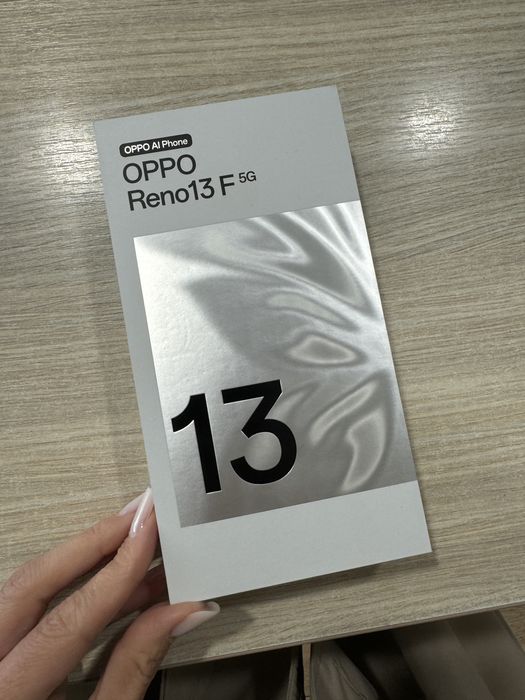 OPPO AI Phone
OPPO
Reno13 F 5G
13